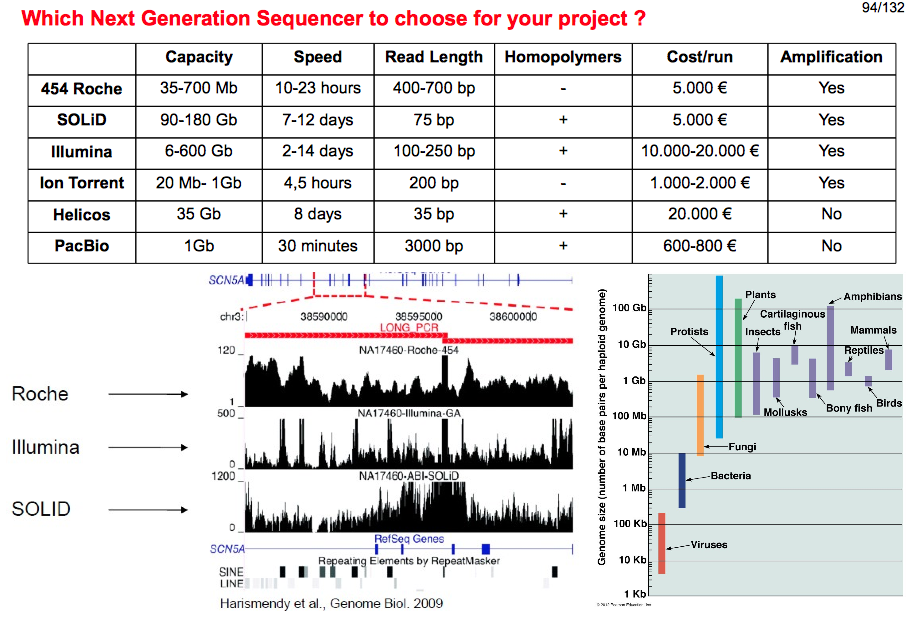 94/132
Which Next Generation Sequencer to choose for your project ?
Capacity Speed Read Length Homopolymers Cost/run Amplification
454 Roche 35-700 Mb 10-23 hours 400-700 bp - 5.000 € Yes
SOLiD 90-180 Gb 7-12 days 75 bp + 5.000 € Yes
Illumina 6-600 Gb 2-14 days 100-250 bp + 10.000-20.000 € Yes
Ion Torrent 20 Mb- 1Gb 4,5 hours 200 bp - 1.000-2.000 € Yes
Helicos 35 Gb 8 days 35 bp + 20.000 € No
PacBio 1Gb 30 minutes 3000 bp + 600-800 € No
SCN5A
chr3: 38590000 38595000 38600000
LONG_PCR
120
NA17460-Roche-454
Roche
1
500
NA17460-Illumina-GA
Illumina
0
1200
NA17460-ABI-SOLiD
SOLID
0
RefSeq Genes
SCN5A
Repeating Elements by RepeatMasker
SINE
LINE
Harismendy et al., Genome Biol. 2009
Genome size (number of base pairs per haploid genome)
100 Gb
10 Gb
1 Gb
100 Mb
10 Mb
1 Mb
100 Kb
10 Kb
1 Kb
Plants
Amphibians
Cartilaginous
fish
Protists
Insects
Mammals
Reptiles
Mollusks
Bony fish
Birds
Fungi
Bacteria
Viruses